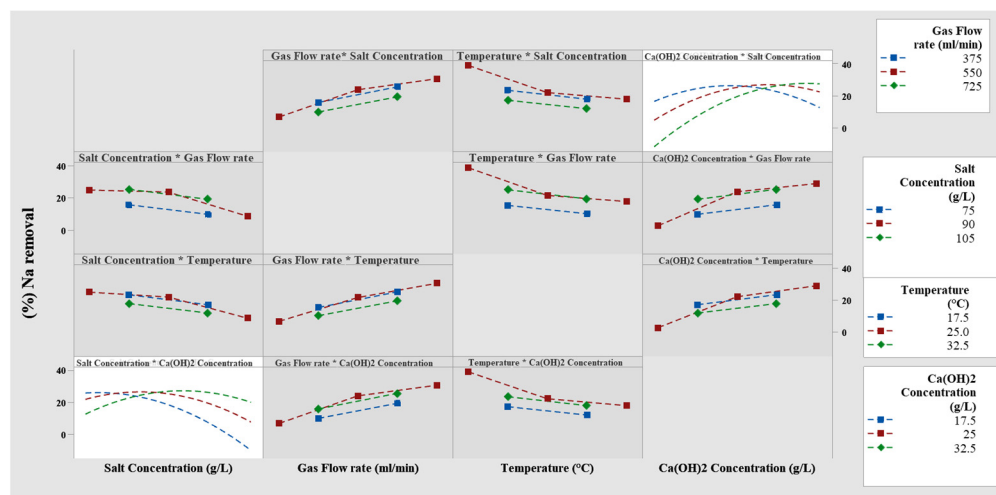 Gas Flow rate* Salt Concentration
Temperature * Salt Concentration
Ca(OH)2 Concentration * Salt Concentration
40
20
0
Gas Flow
rate (ml/min)
375
550
725
Salt Concentration * Gas Flow rate
Temperature * Gas Flow rate
Ca(OH)2 Concentration * Gas Flow rate
40
20
0
Salt
Concentration
(g/L)
75
90
105
(%) Na removal
Salt Concentration * Temperature
Gas Flow rate * Temperature
Ca(OH)2 Concentration * Temperature
40
20
0
Temperature
(°C)
17.5
25.0
32.5
Salt Concentration * Ca(OH)2 Concentration
Gas Flow rate * Ca(OH)2 Concentration
Temperature * Ca(OH)2 Concentration
40
20
0
Ca(OH)2
Concentration
(g/L)
17.5
25
32.5
Salt Concentration (g/L)
Gas Flow rate (ml/min)
Temperature (°C)
Ca(OH)2 Concentration (g/L)